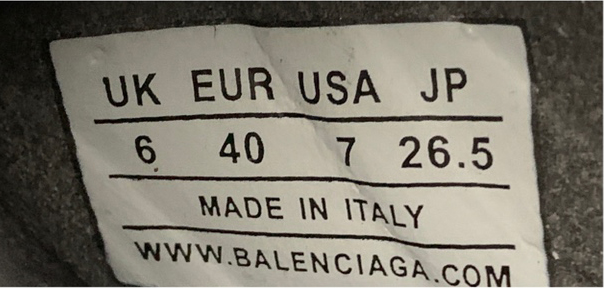 UK EUR USA JP
6 40 7 26.5
MADE IN ITALY
WWW.BALENCIAGA.COM